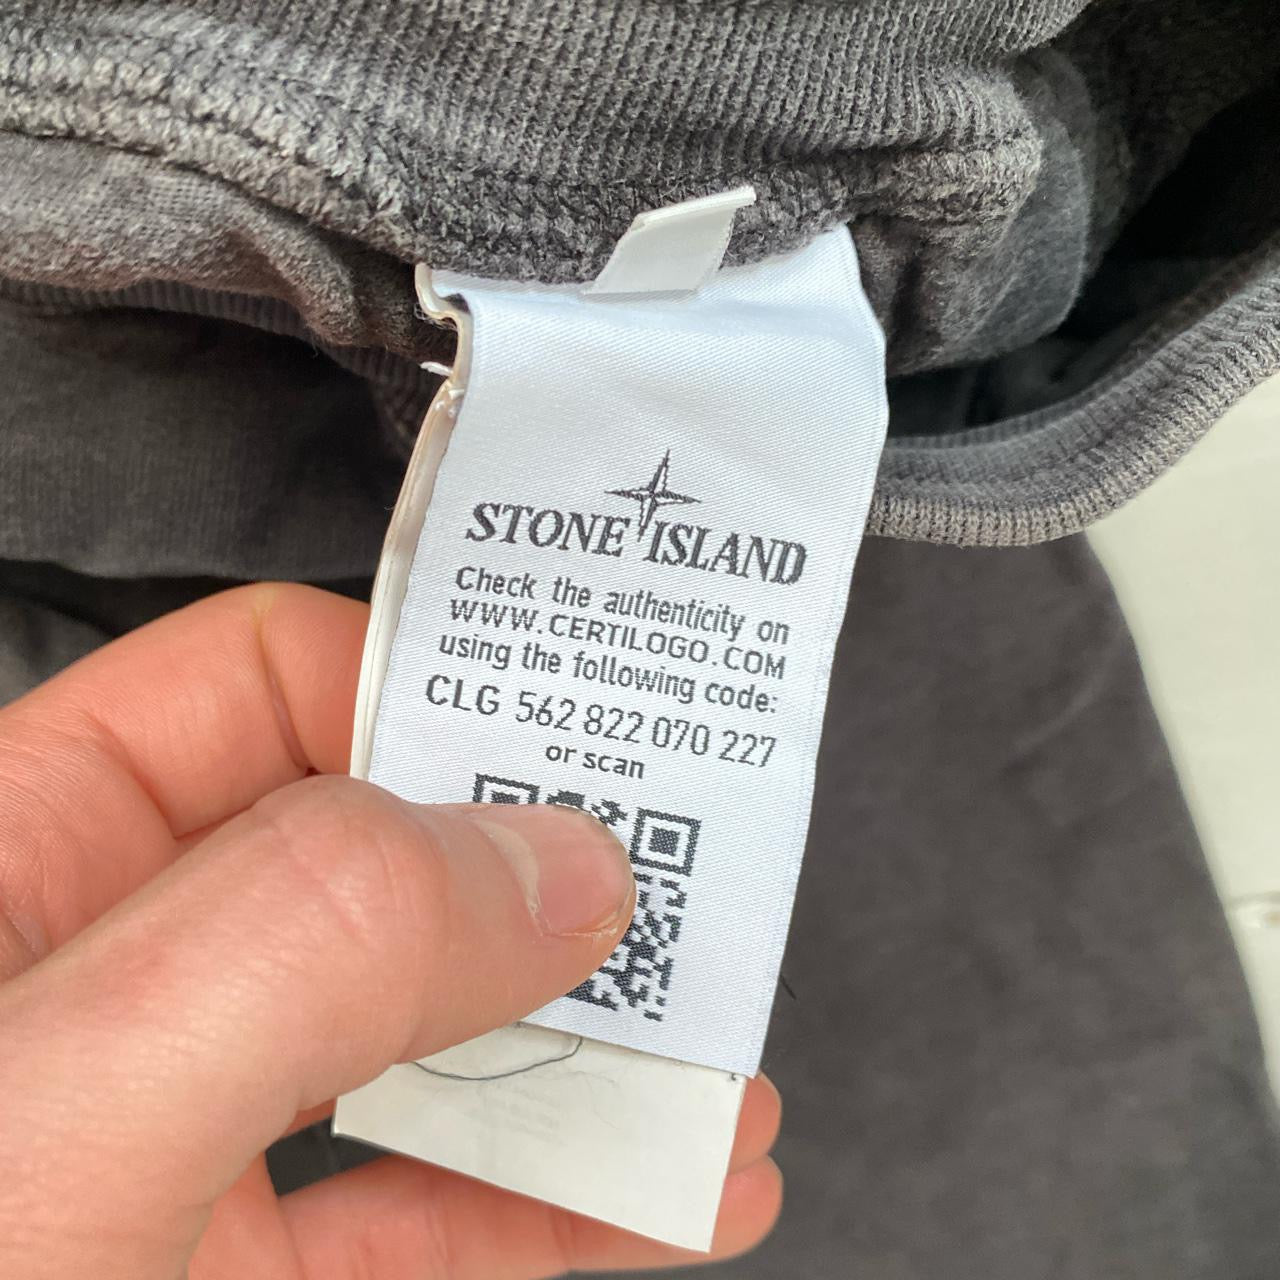 STONE ISLAND
Check the authenticity on
WWW.CERTILOGO.COM
using the following code:
CLG 562 822 070 227
or scan